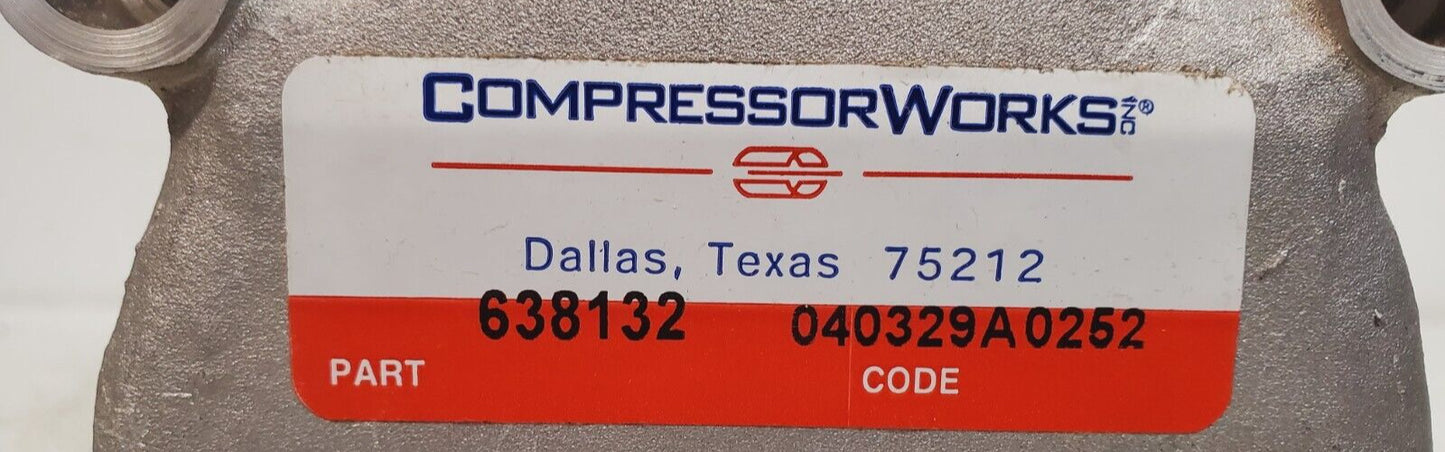 COMPRESSORWORKS INC®
Dallas, Texas 75212
638132 040329A0252
PART CODE